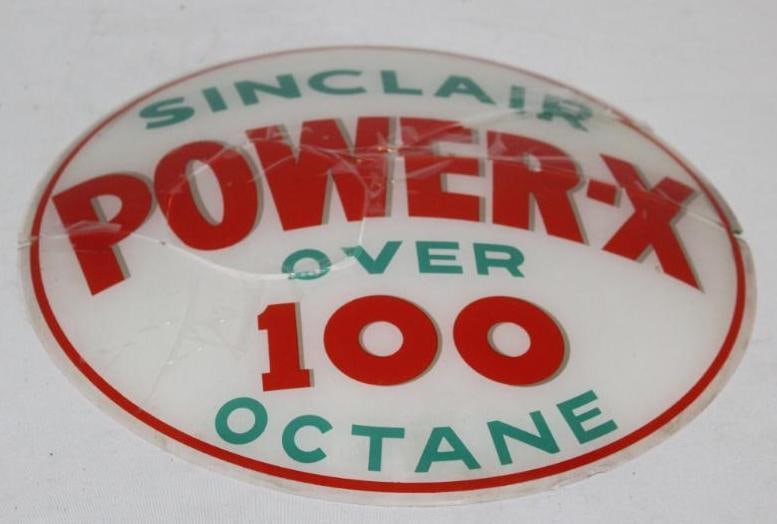 SINCLAIR
POWER-X
OVER
100
OCTANE